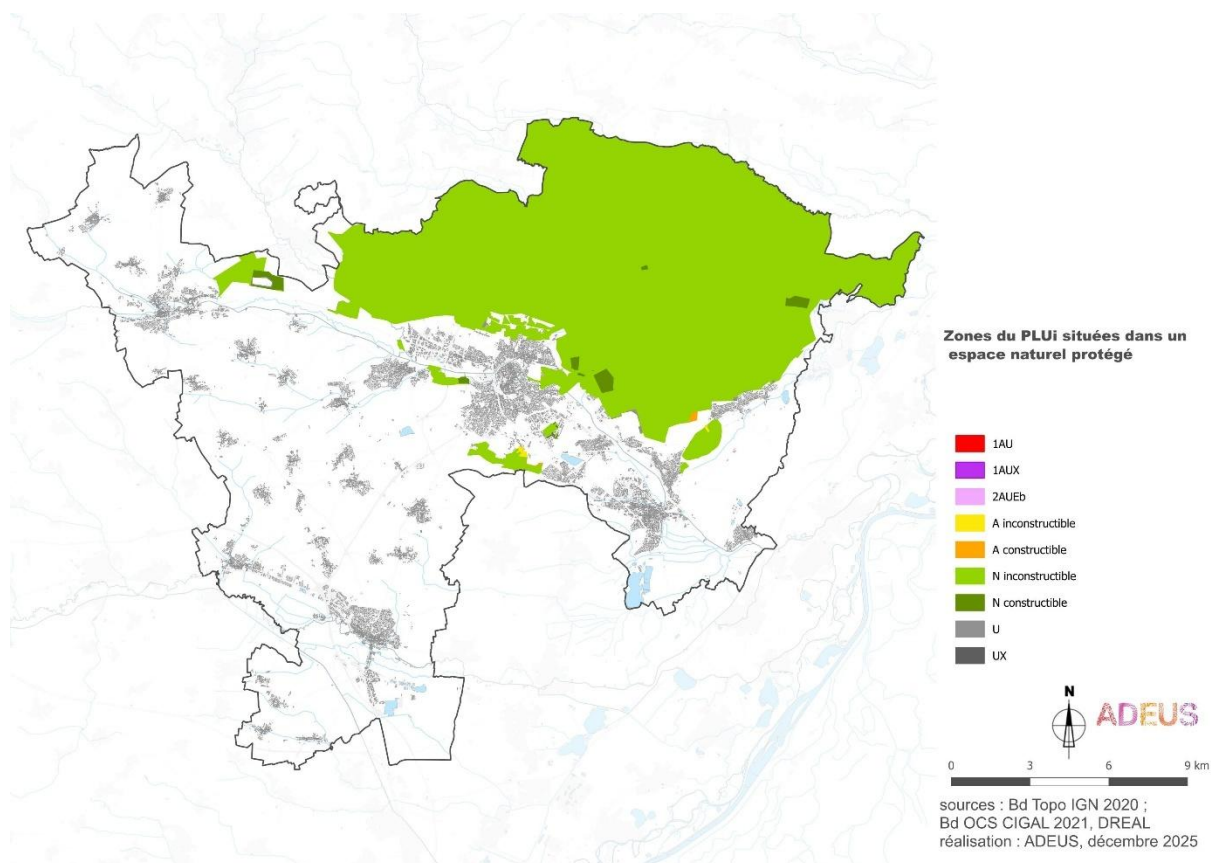 Zones du PLUi situées dans un
espace naturel protégé
1AU
1AUX
2AUEb
A inconstructible
A constructible
N inconstructible
N constructible
U
UX
N
ADEUS
0 3 6 9 km
sources : Bd Topo IGN 2020 ;
Bd OCS CIGAL 2021, DREAL
réalisation : ADEUS, décembre 2025